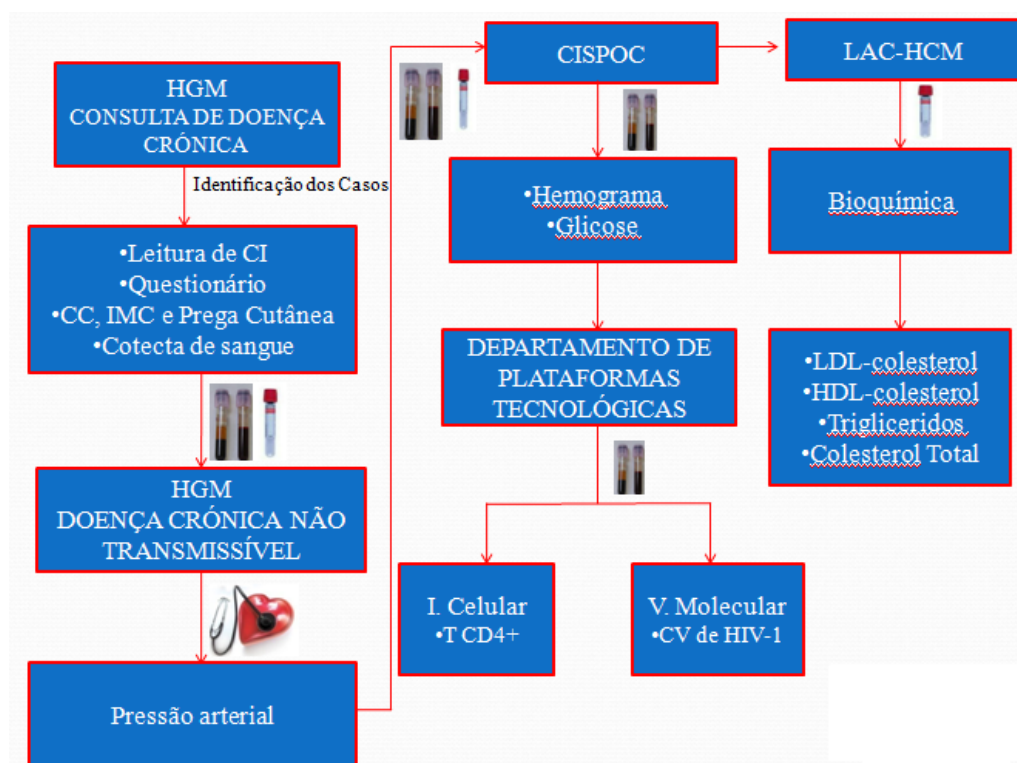 HGM
CONSULTA DE DOENÇA
CRÓNICA
Identificação dos Casos
•Leitura de CI
•Questionário
•CC, IMC e Prega Cutânea
•Cotecta de sangue
HGM
DOENÇA CRÓNICA NÃO
TRANSMISSÍVEL
Pressão arterial
CISPOC
•Hemograma
•Glicose
DEPARTAMENTO DE
PLATAFORMAS
TECNOLÓGICAS
I. Celular
•T CD4+
V. Molecular
•CV de HIV-1
LAC-HCM
Bioquímica
•LDL-colesterol
•HDL-colesterol
•Trigliceridos
•Colesterol Total